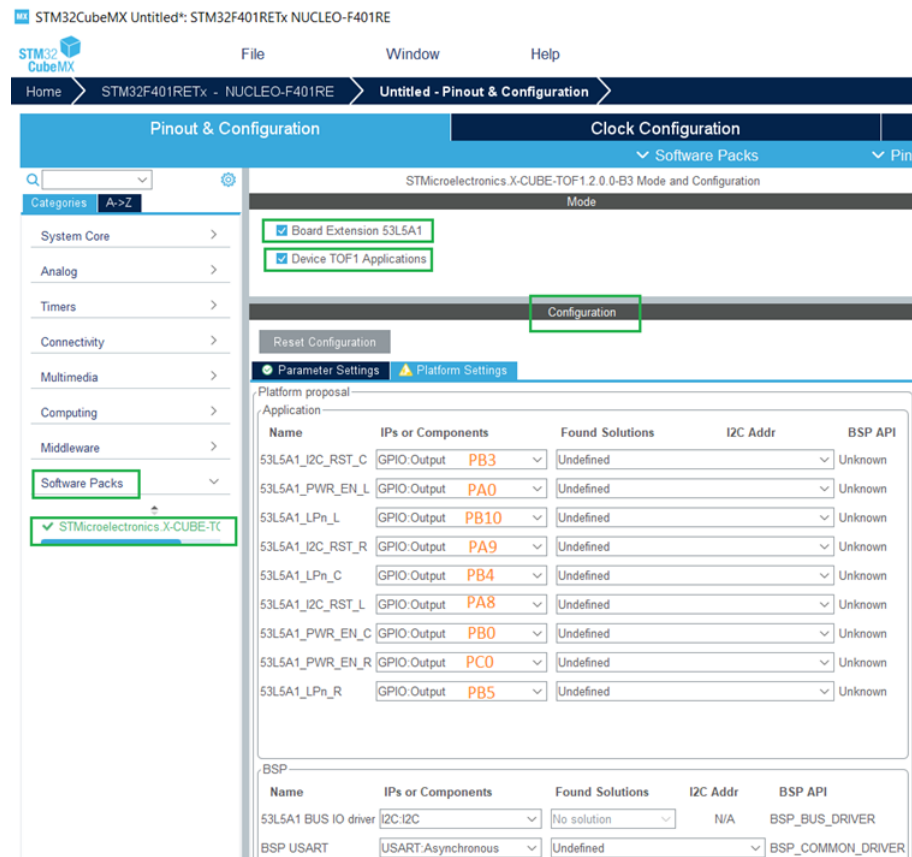 MX STM32CubeMX Untitled*: STM32F401RETx NUCLEO-F401RE
STM32 CubeMX File Window Help
Home STM32F401RETx - NUCLEO-F401RE Untitled - Pinout & Configuration
Pinout & Configuration Clock Configuration
Software Packs Pin
STMicroelectronics.X-CUBE-TOF1.2.0.0-B3 Mode and Configuration
Categories A->Z Mode
System Core Board Extension 53L5A1
Analog Device TOF1 Applications
Timers Configuration
Connectivity Reset Configuration
Multimedia Parameter Settings Platform Settings
Platform proposal
Computing Application
Middleware Name IPs or Components Found Solutions I2C Addr BSP API
Software Packs
STMicroelectronics.X-CUBE-TO
53L5A1_I2C_RST_C GPIO:Output PB3 Undefined Unknown
53L5A1_PWR_EN_L GPIO:Output PA0 Undefined Unknown
53L5A1_LPn_L GPIO:Output PB10 Undefined Unknown
53L5A1_I2C_RST_R GPIO:Output PA9 Undefined Unknown
53L5A1_LPn_C GPIO:Output PB4 Undefined Unknown
53L5A1_I2C_RST_L GPIO:Output PA8 Undefined Unknown
53L5A1_PWR_EN_C GPIO:Output PB0 Undefined Unknown
53L5A1_PWR_EN_R GPIO:Output PC0 Undefined Unknown
53L5A1_LPn_R GPIO:Output PB5 Undefined Unknown
BSP
Name IPs or Components Found Solutions I2C Addr BSP API
53L5A1 BUS IO driver I2C:I2C No solution N/A BSP_BUS_DRIVER
BSP USART USART:Asynchronous Undefined BSP_COMMON_DRIVER